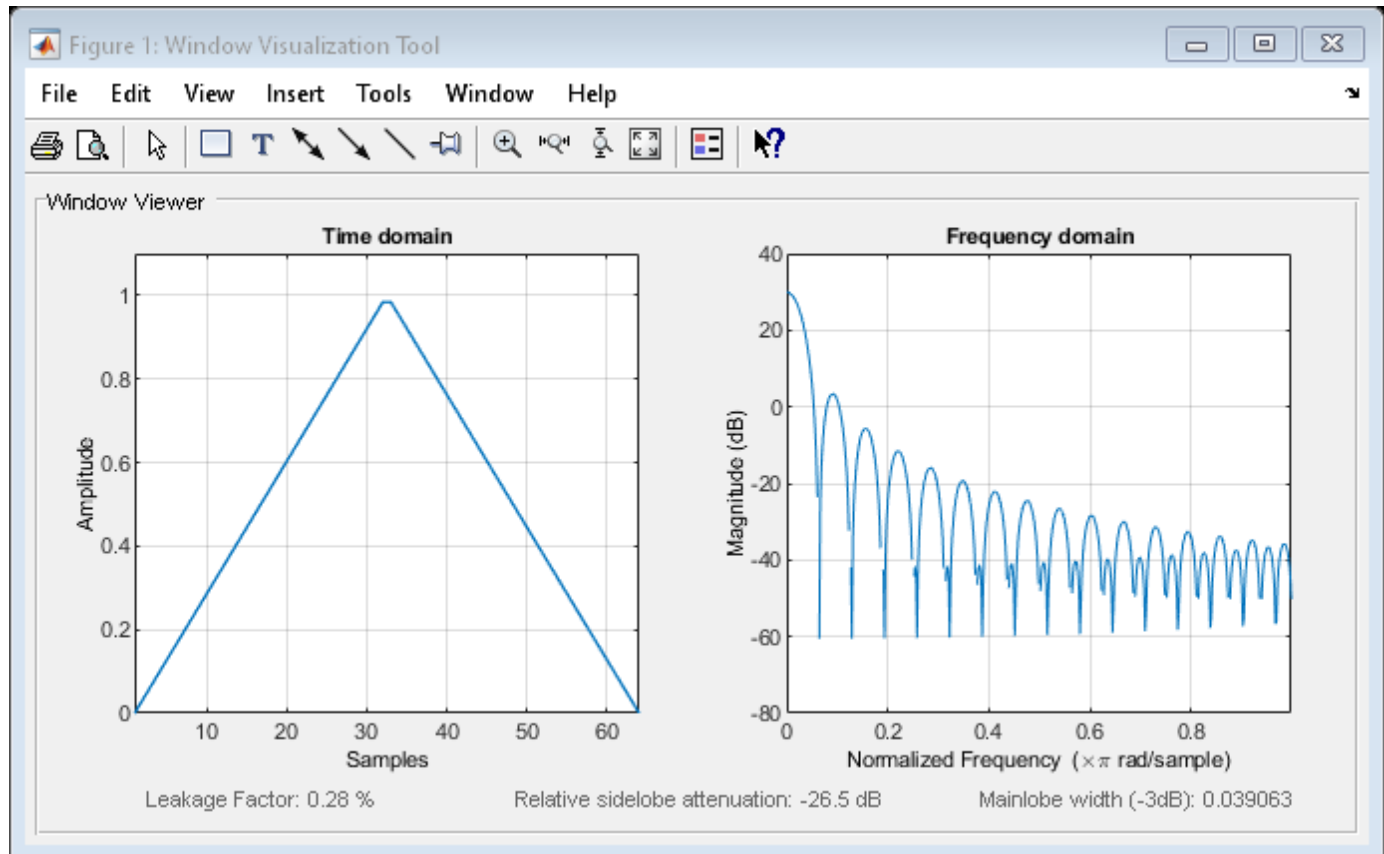 Figure 1: Window Visualization Tool
File Edit View Insert Tools Window Help
T
Window Viewer
Time domain
1
0.8
0.6
0.4
0.2
0
Amplitude
10 20 30 40 50 60
Samples
Frequency domain
40
20
0
-20
-40
-60
-80
Magnitude (dB)
0 0.2 0.4 0.6 0.8
Normalized Frequency (×π rad/sample)
Leakage Factor: 0.28 % Relative sidelobe attenuation: -26.5 dB Mainlobe width (-3dB): 0.039063